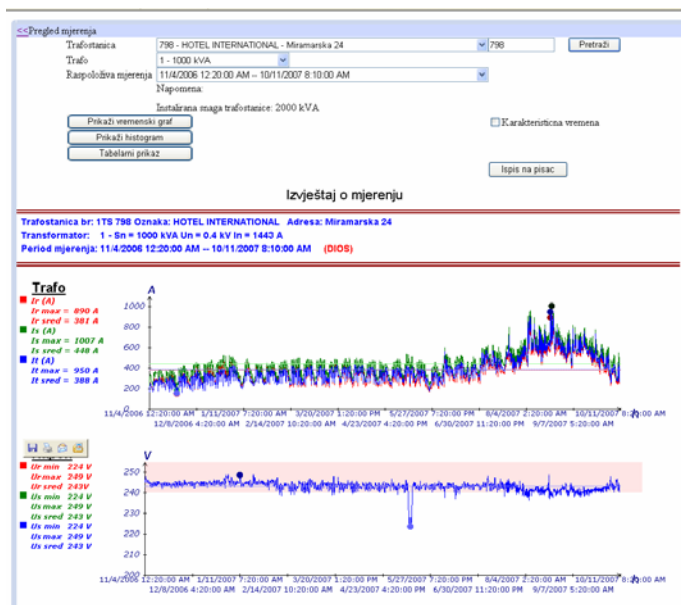 <<Pregled mjerenja
Trafostanica 798 - HOTEL INTERNATIONAL - Miramarska 24 798 Pretraži
Trafo 1 - 1000 kVA
Raspoloživa mjerenja 11/4/2006 12:20:00 AM -- 10/11/2007 8:10:00 AM
Napomena:
Instalirana snaga trafostanice: 2000 kVA
Prikaži vremenski graf Karakteristicna vremena
Prikaži histogram
Tabelarni prikaz
Ispis na pisac
Izvještaj o mjerenju
Trafostanica br: 1TS 798 Oznaka: HOTEL INTERNATIONAL Adresa: Miramarska 24
Transformator: 1 - Sn = 1000 kVA Un = 0.4 kV In = 1443 A
Period mjerenja: 11/4/2006 12:20:00 AM -- 10/11/2007 8:10:00 AM (DIOS)
Trafo
Ir (A)
Ir max = 890 A
Ir sred = 381 A
Is (A)
Is max = 1007 A
Is sred = 448 A
It (A)
It max = 950 A
It sred = 388 A
A
1000
800
600
400
200
0
h
11/4/2006 12:20:00 AM 1/11/2007 7:20:00 AM 3/20/2007 1:20:00 PM 5/27/2007 7:20:00 PM 8/4/2007 2:20:00 AM 10/11/2007 8:20:00 AM
12/8/2006 4:20:00 AM 2/14/2007 10:20:00 AM 4/23/2007 4:20:00 PM 6/30/2007 11:20:00 PM 9/7/2007 5:20:00 AM
Ur min 224 V
Ur max 249 V
Ur sred 243V
Us min 224 V
Us max 249 V
Us sred 243 V
Us min 224 V
Us max 249 V
Us sred 243 V
V
250
240
230
220
210
200
h
11/4/2006 12:20:00 AM 1/11/2007 7:20:00 AM 3/20/2007 1:20:00 PM 5/27/2007 7:20:00 PM 8/4/2007 2:20:00 AM 10/11/2007 8:20:00 AM
12/8/2006 4:20:00 AM 2/14/2007 10:20:00 AM 4/23/2007 4:20:00 PM 6/30/2007 11:20:00 PM 9/7/2007 5:20:00 AM